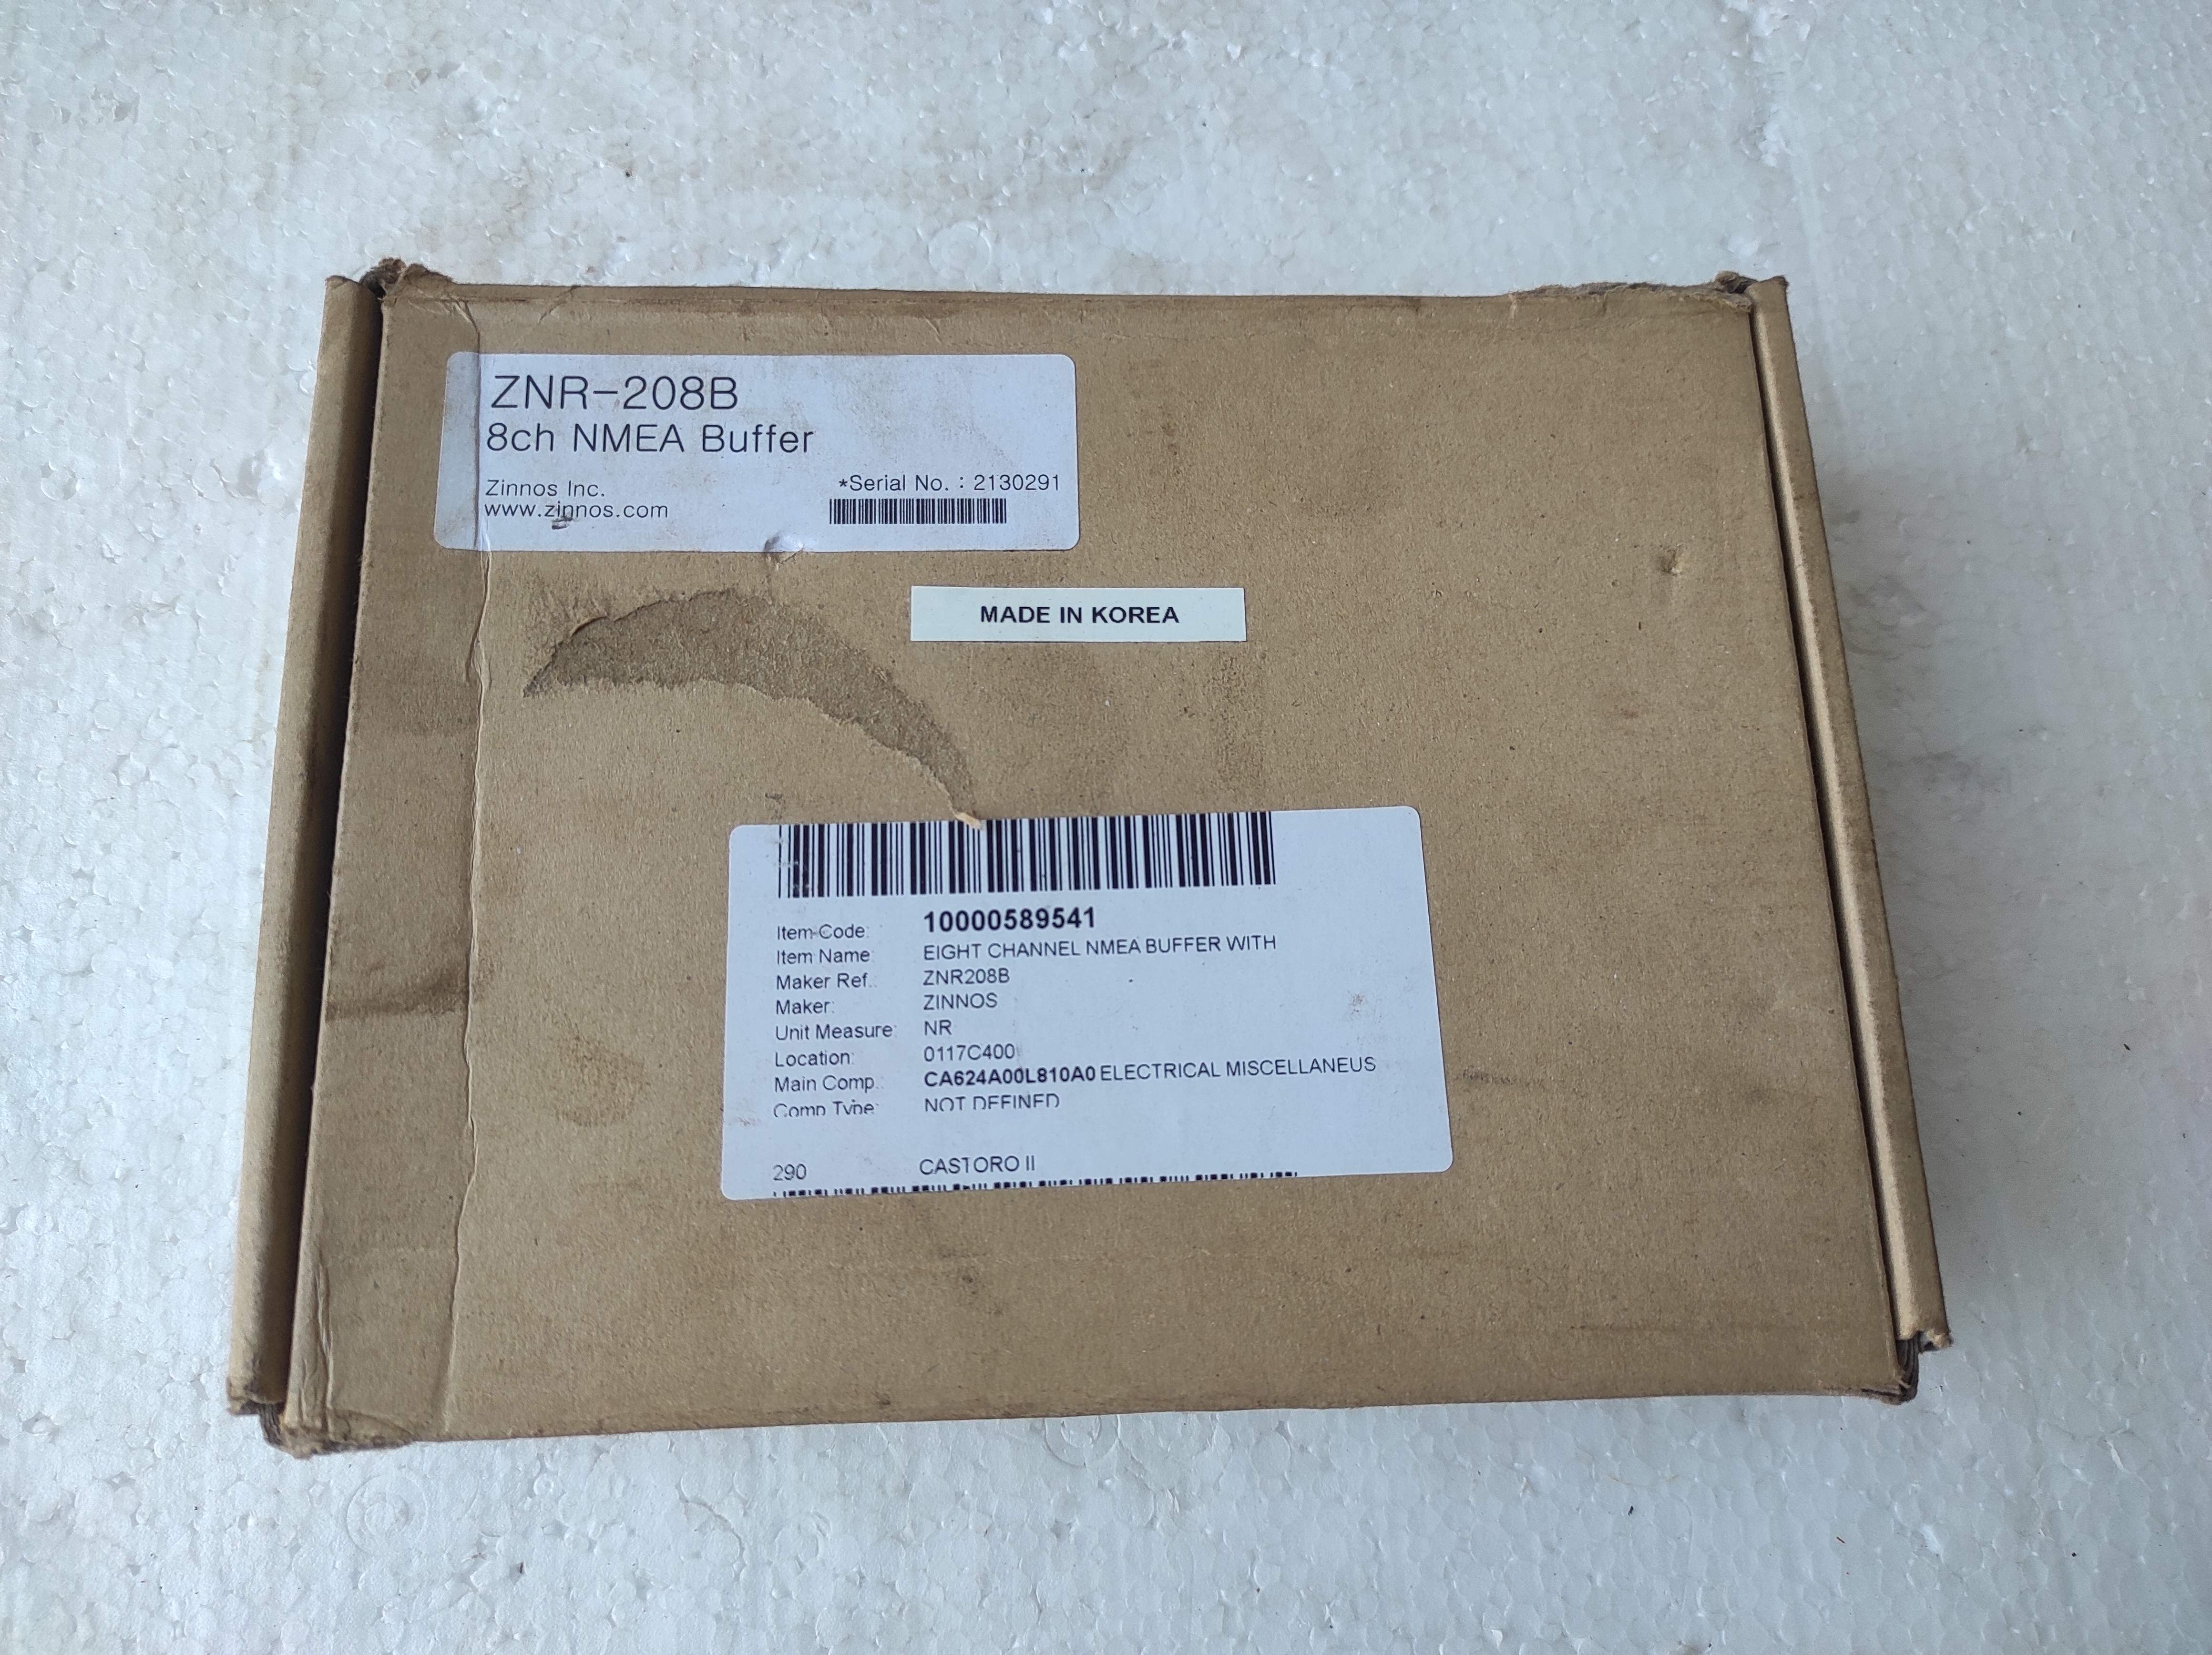 ZNR-208B
8ch NMEA Buffer
Zinnos Inc. *Serial No. : 2130291
www.zinnos.com
MADE IN KOREA
Item Code: 10000589541
Item Name: EIGHT CHANNEL NMEA BUFFER WITH
Maker Ref.: ZNR208B
Maker: ZINNOS
Unit Measure: NR
Location: 0117C400
Main Comp.: CA624A00L810A0 ELECTRICAL MISCELLANEUS
Comp Type: NOT DEFINED
290 CASTORO II